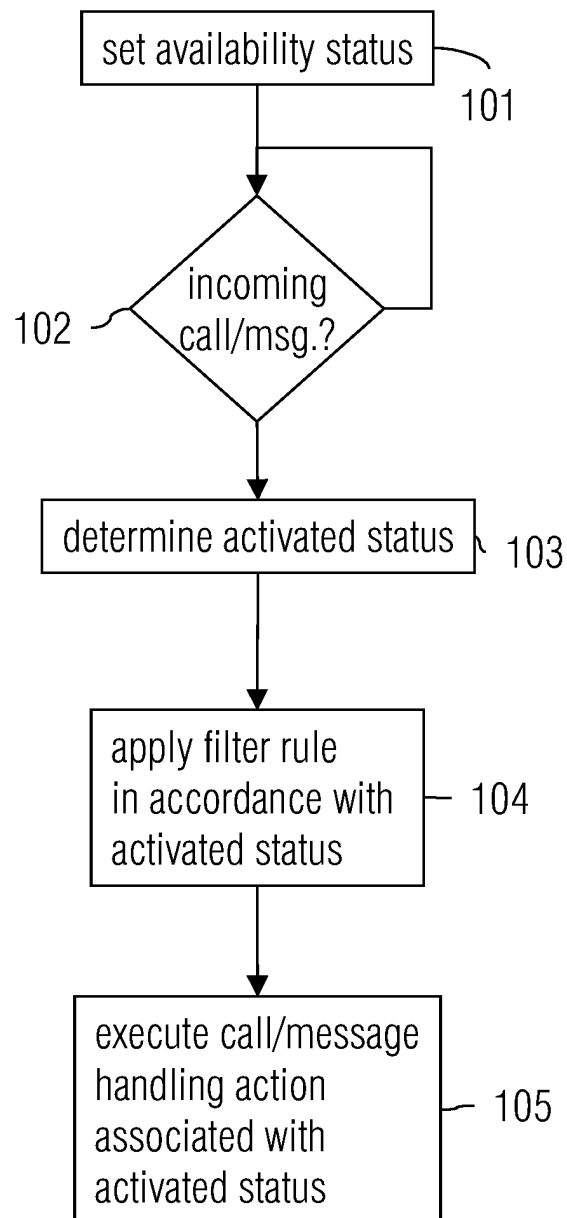 set availability status
101
incoming
call/msg.?
102
determine activated status
103
apply filter rule
in accordance with
activated status
104
execute call/message
handling action
associated with
activated status
105